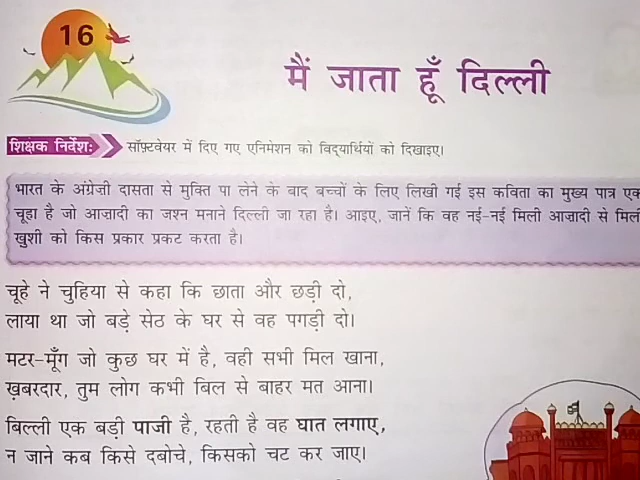 16
मैं जाता हूँ दिल्ली
शिक्षक निर्देश: सॉफ़्टवेयर में दिए गए एनिमेशन को विद्यार्थियों को दिखाइए।
भारत के अंग्रेजी दासता से मुक्ति पा लेने के बाद बच्चों के लिए लिखी गई इस कविता का मुख्य पात्र एक
चूहा है जो आज़ादी का जश्न मनाने दिल्ली जा रहा है। आइए, जानें कि वह नई-नई मिली आज़ादी से मिली
ख़ुशी को किस प्रकार प्रकट करता है।
चूहे ने चुहिया से कहा कि छाता और छड़ी दो,
लाया था जो बड़े सेठ के घर से वह पगड़ी दो।
मटर-मूँग जो कुछ घर में है, वही सभी मिल खाना,
ख़बरदार, तुम लोग कभी बिल से बाहर मत आना।
बिल्ली एक बड़ी पाजी है, रहती है वह घात लगाए,
न जाने कब किसे दबोचे, किसको चट कर जाए।